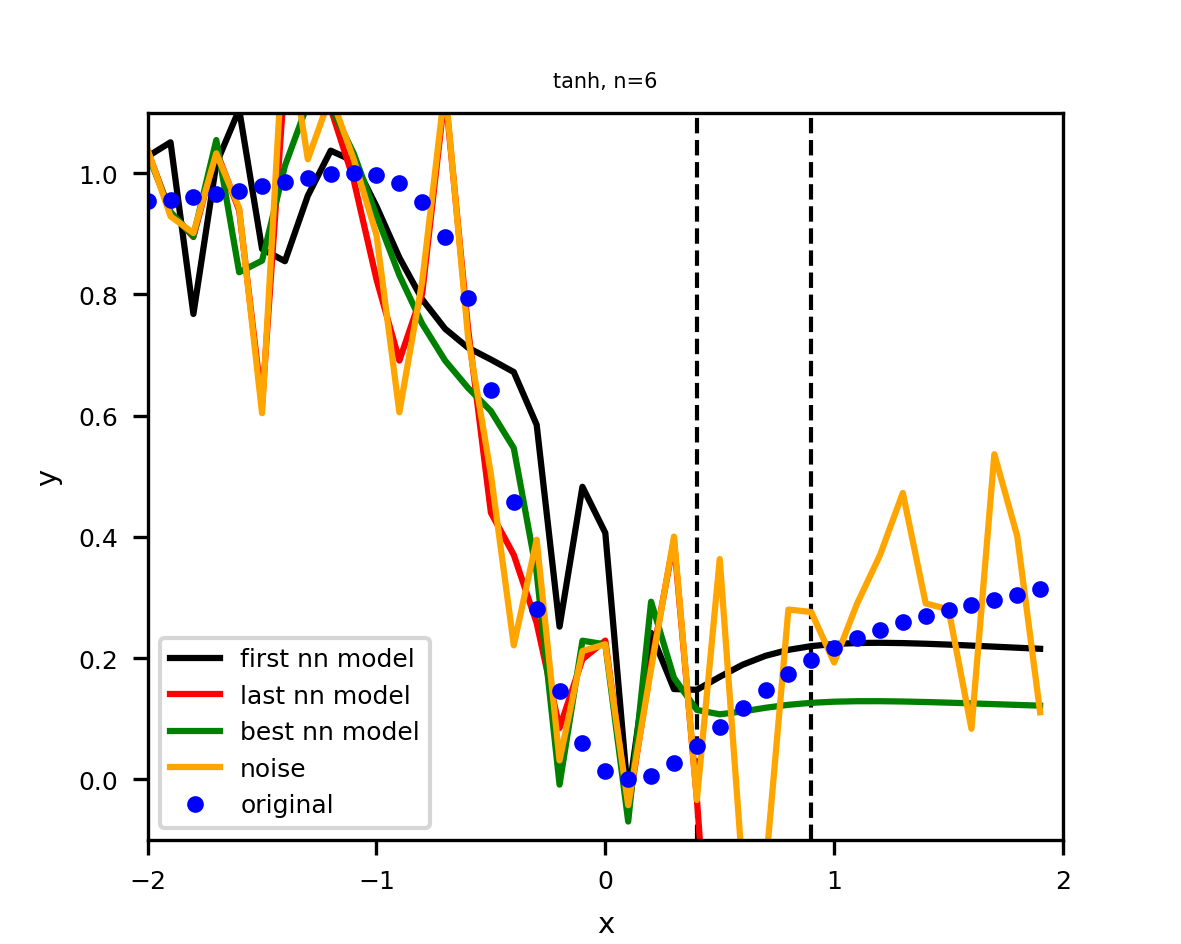 tanh, n=6
1.0
0.8
0.6
0.4
0.2
0.0
y
first nn model
last nn model
best nn model
noise
original
−2
−1
0
1
2
x